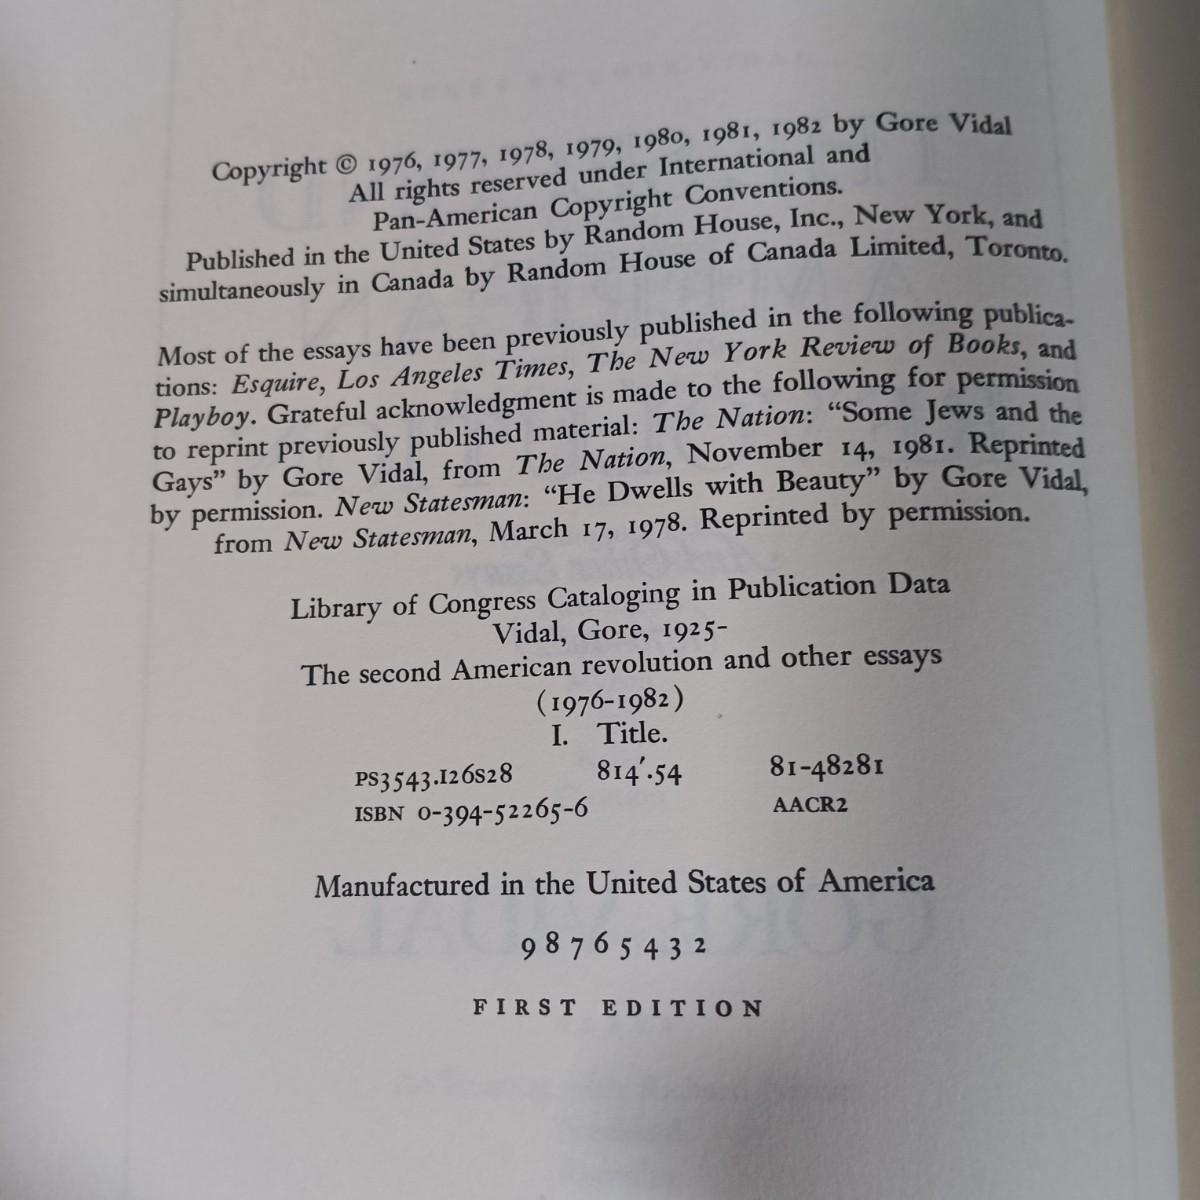 Copyright © 1976, 1977, 1978, 1979, 1980, 1981, 1982 by Gore Vidal
All rights reserved under International and
Pan-American Copyright Conventions.
Published in the United States by Random House, Inc., New York, and
simultaneously in Canada by Random House of Canada Limited, Toronto.
Most of the essays have been previously published in the following publica-
tions: Esquire, Los Angeles Times, The New York Review of Books, and
Playboy. Grateful acknowledgment is made to the following for permission
to reprint previously published material: The Nation: “Some Jews and the
Gays” by Gore Vidal, from The Nation, November 14, 1981. Reprinted
by permission. New Statesman: “He Dwells with Beauty” by Gore Vidal,
from New Statesman, March 17, 1978. Reprinted by permission.
Library of Congress Cataloging in Publication Data
Vidal, Gore, 1925-
The second American revolution and other essays
(1976-1982)
I. Title.
PS3543.I26S28 814'.54 81-48281
ISBN 0-394-52265-6 AACR2
Manufactured in the United States of America
9 8 7 6 5 4 3 2
FIRST EDITION